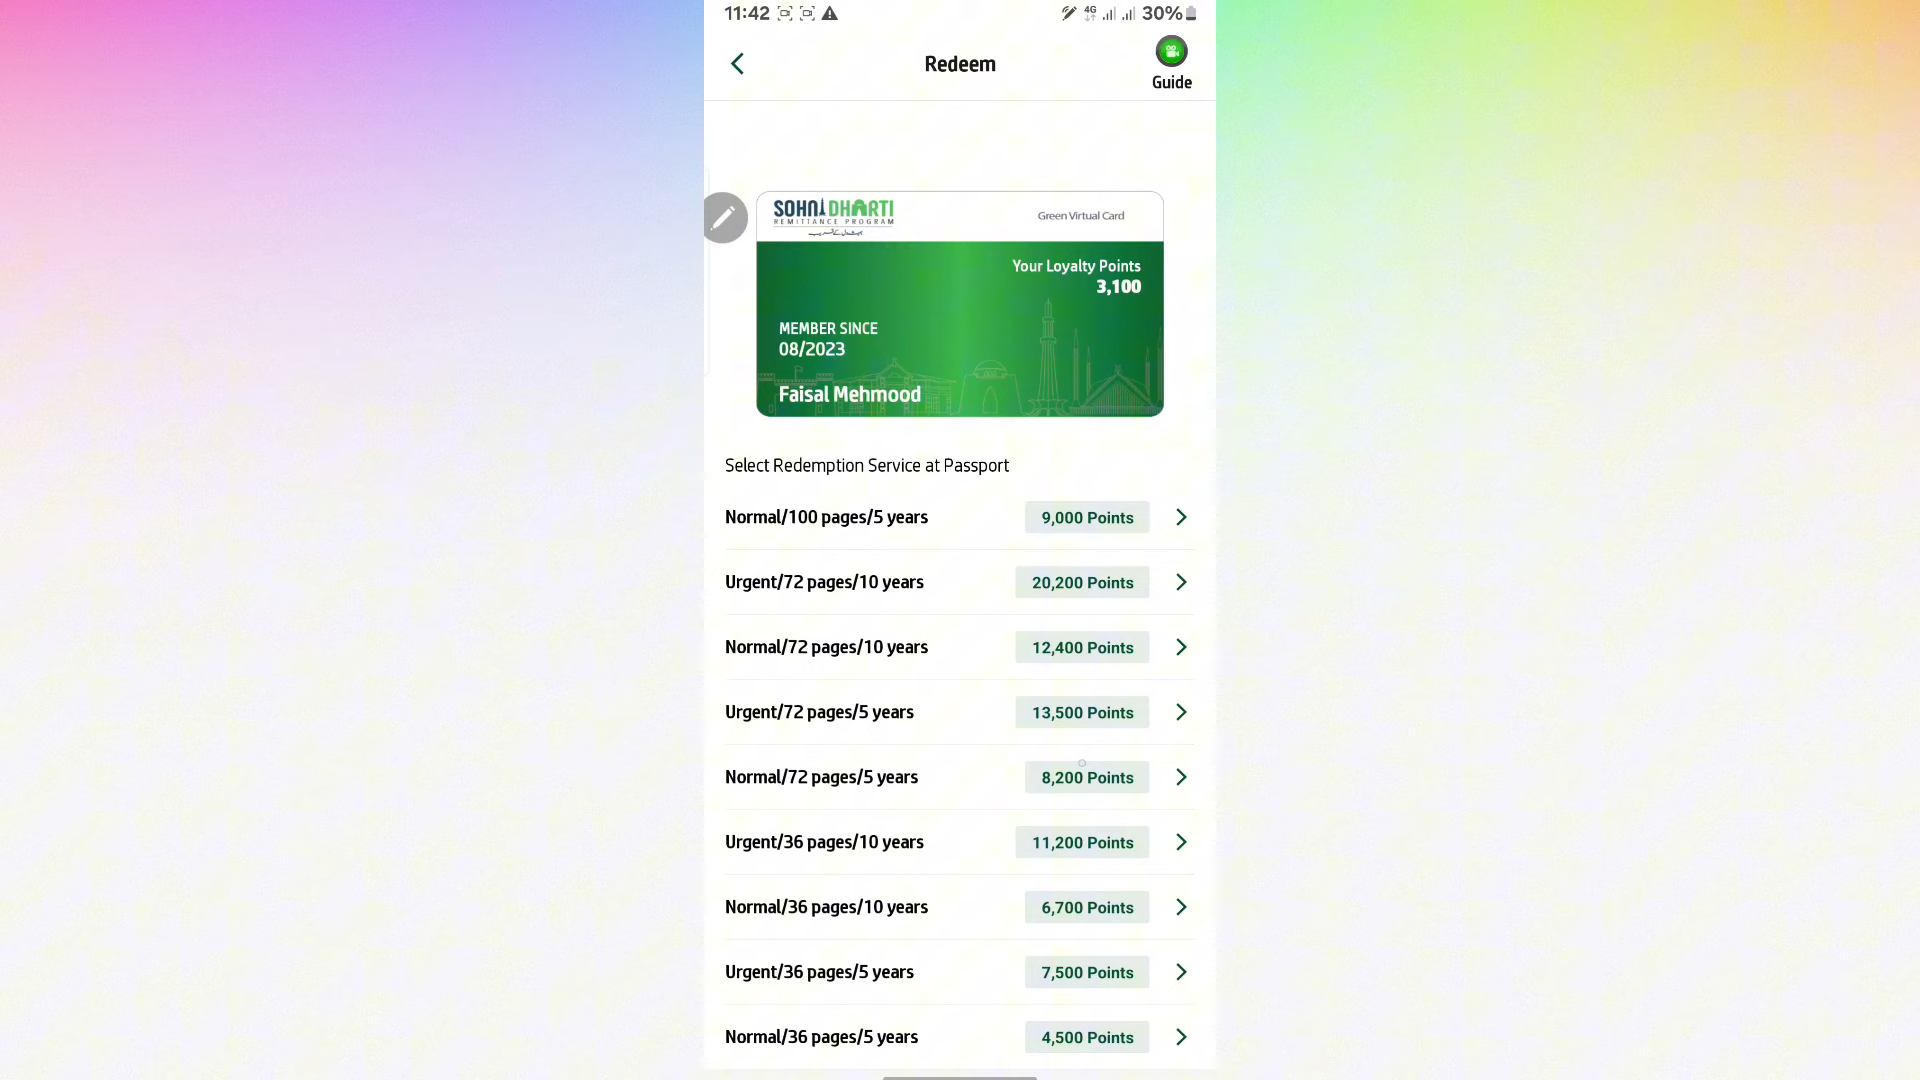 11:42
4G
30%
Redeem
Guide
SOHNI DHARTI
REMITTANCE PROGRAM
Green Virtual Card
Your Loyalty Points
3,100
MEMBER SINCE
08/2023
Faisal Mehmood
Select Redemption Service at Passport
Normal/100 pages/5 years 9,000 Points
Urgent/72 pages/10 years 20,200 Points
Normal/72 pages/10 years 12,400 Points
Urgent/72 pages/5 years 13,500 Points
Normal/72 pages/5 years 8,200 Points
Urgent/36 pages/10 years 11,200 Points
Normal/36 pages/10 years 6,700 Points
Urgent/36 pages/5 years 7,500 Points
Normal/36 pages/5 years 4,500 Points